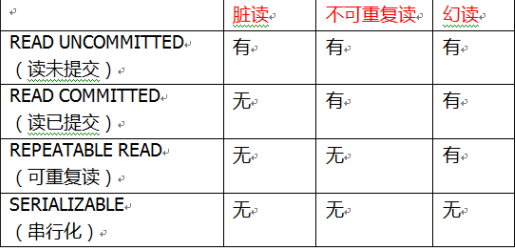 脏读 不可重复读 幻读
READ UNCOMMITTED 有 有 有
（读未提交）
READ COMMITTED 无 有 有
（读已提交）
REPEATABLE READ 无 无 有
（可重复读）
SERIALIZABLE 无 无 无
（串行化）